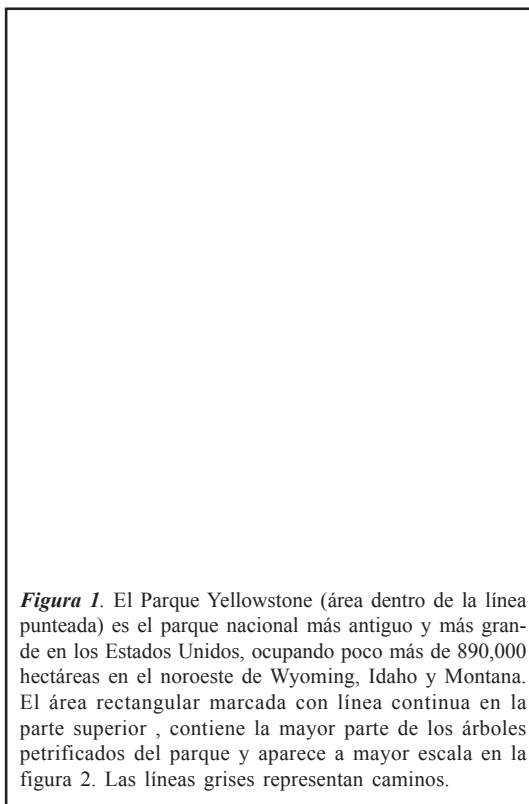 Figura 1. El Parque Yellowstone (área dentro de la línea
punteada) es el parque nacional más antiguo y más gran-
de en los Estados Unidos, ocupando poco más de 890,000
hectáreas en el noroeste de Wyoming, Idaho y Montana.
El área rectangular marcada con línea continua en la
parte superior , contiene la mayor parte de los árboles
petrificados del parque y aparece a mayor escala en la
figura 2. Las líneas grises representan caminos.